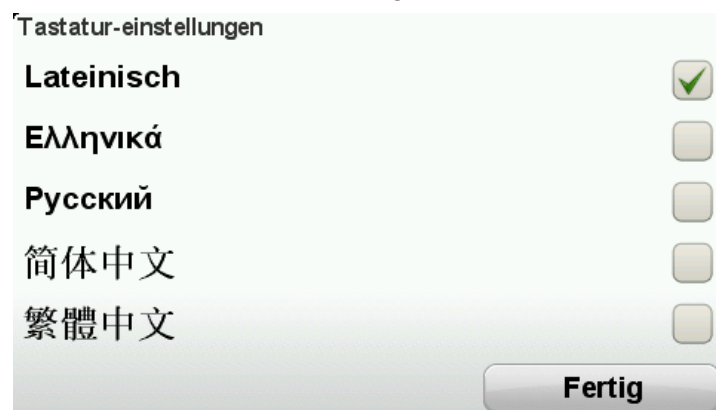 Tastatur-einstellungen
Lateinisch
Ελληνικά
Русский
简体中文
繁體中文
Fertig